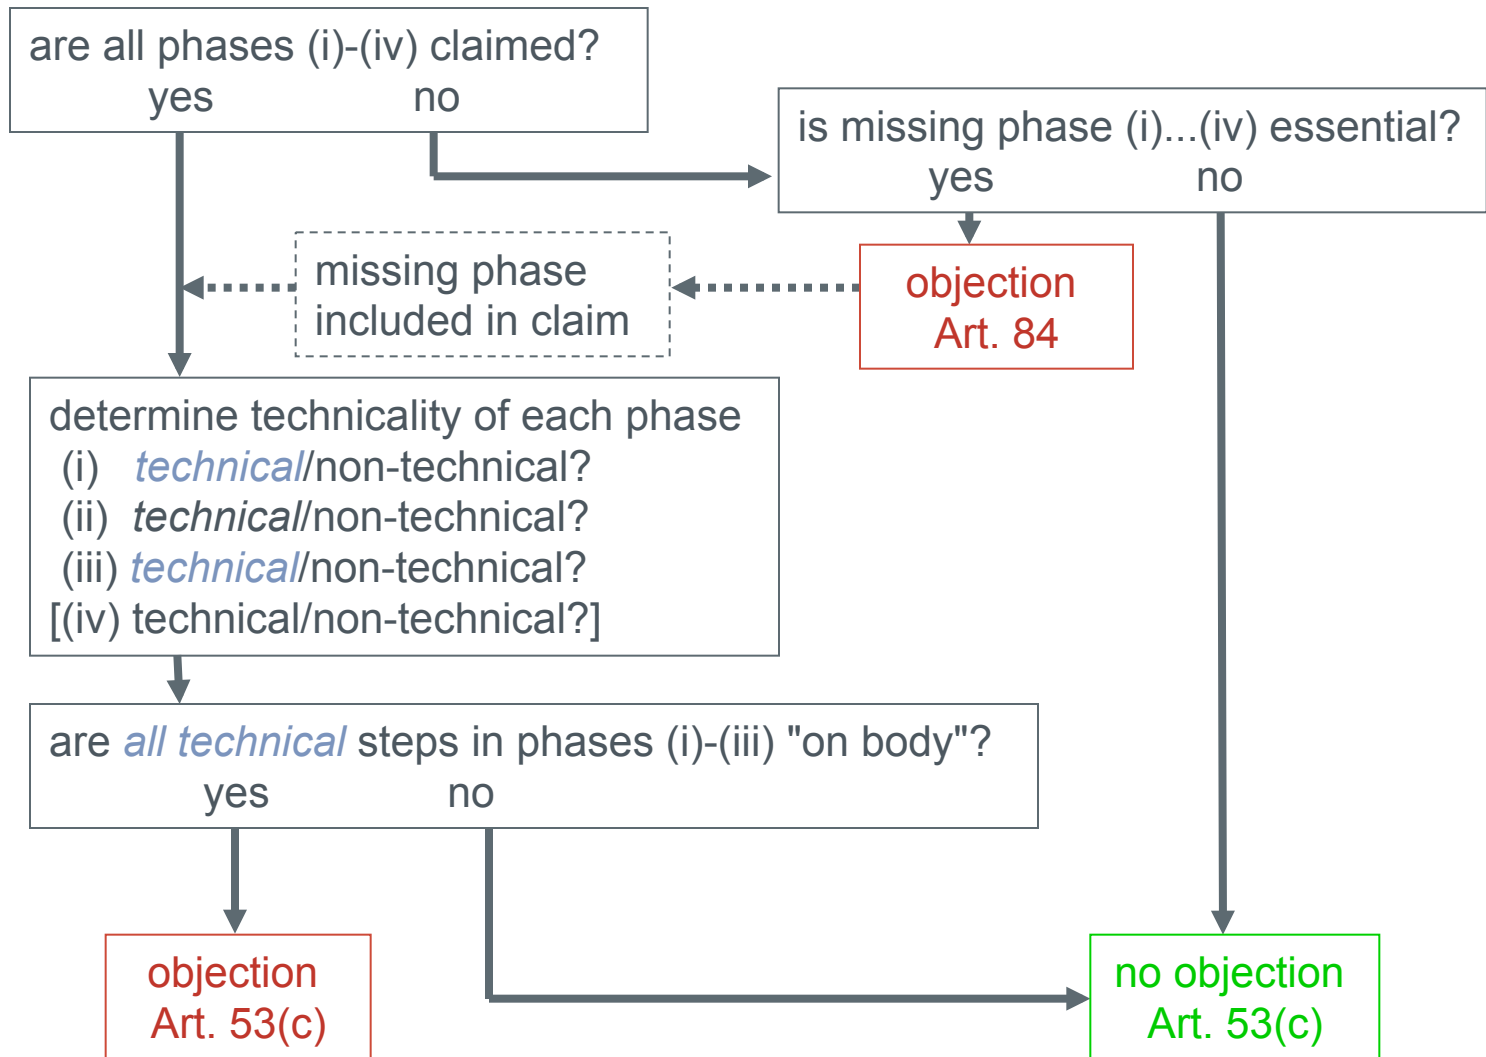 are all phases (i)-(iv) claimed?
yes no
is missing phase (i)...(iv) essential?
yes no
missing phase
included in claim
objection
Art. 84
determine technicality of each phase
(i) technical/non-technical?
(ii) technical/non-technical?
(iii) technical/non-technical?
[(iv) technical/non-technical?]
are all technical steps in phases (i)-(iii) "on body"?
yes no
objection
Art. 53(c)
no objection
Art. 53(c)